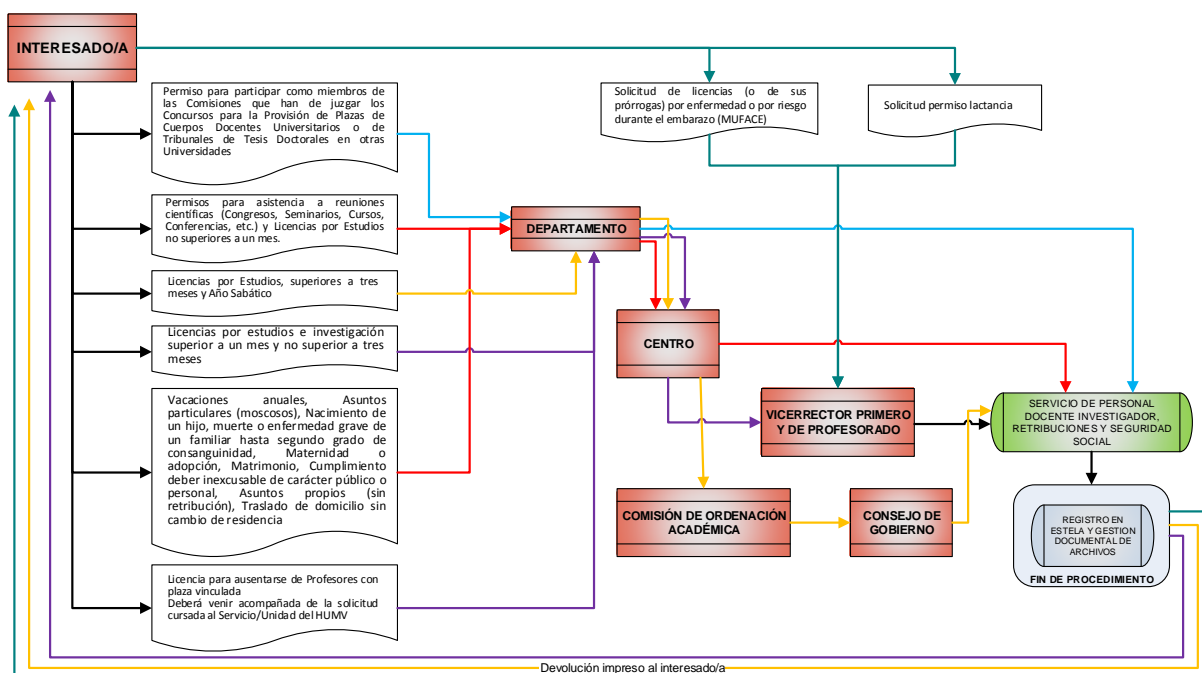 INTERESADO/A
Permiso para participar como miembros de
las Comisiones que han de juzgar los
Concursos para la Provisión de Plazas de
Cuerpos Docentes Universitarios o de
Tribunales de Tesis Doctorales en otras
Universidades
Solicitud de licencias (o de sus
prórrogas) por enfermedad o por riesgo
durante el embarazo (MUFACE)
Solicitud permiso lactancia
Permisos para asistencia a reuniones
científicas (Congresos, Seminarios, Cursos,
Conferencias, etc.) y Licencias por Estudios
no superiores a un mes.
DEPARTAMENTO
Licencias por Estudios, superiores a tres
meses y Año Sabático
Licencias por estudios e investigación
superior a un mes y no superior a tres
meses
CENTRO
Vacaciones anuales, Asuntos
particulares (moscosos), Nacimiento de
un hijo, muerte o enfermedad grave de
un familiar hasta segundo grado de
consanguinidad, Maternidad o
adopción, Matrimonio, Cumplimiento
deber inexcusable de carácter público o
personal, Asuntos propios (sin
retribución), Traslado de domicilio sin
cambio de residencia
VICERRECTOR PRIMERO
Y DE PROFESORADO
SERVICIO DE PERSONAL
DOCENTE INVESTIGADOR,
RETRIBUCIONES Y SEGURIDAD
SOCIAL
COMISIÓN DE ORDENACIÓN
ACADÉMICA
CONSEJO DE
GOBIERNO
REGISTRO EN
ESTELA Y GESTION
DOCUMENTAL DE
ARCHIVOS
FIN DE PROCEDIMIENTO
Licencia para ausentarse de Profesores con
plaza vinculada
Deberá venir acompañada de la solicitud
cursada al Servicio/Unidad del HUMV
Devolución impreso al interesado/a